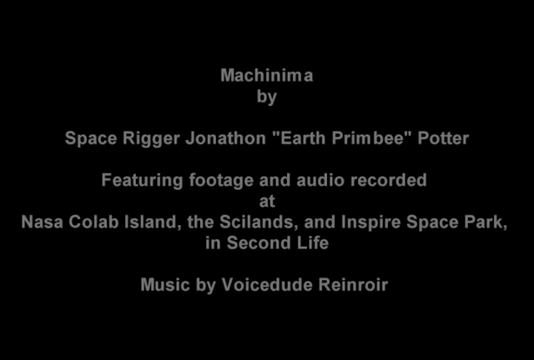 Machinima
by
Space Rigger Jonathon "Earth Primbee" Potter
Featuring footage and audio recorded
at
Nasa Colab Island, the Scilands, and Inspire Space Park,
in Second Life
Music by Voicedude Reinroir